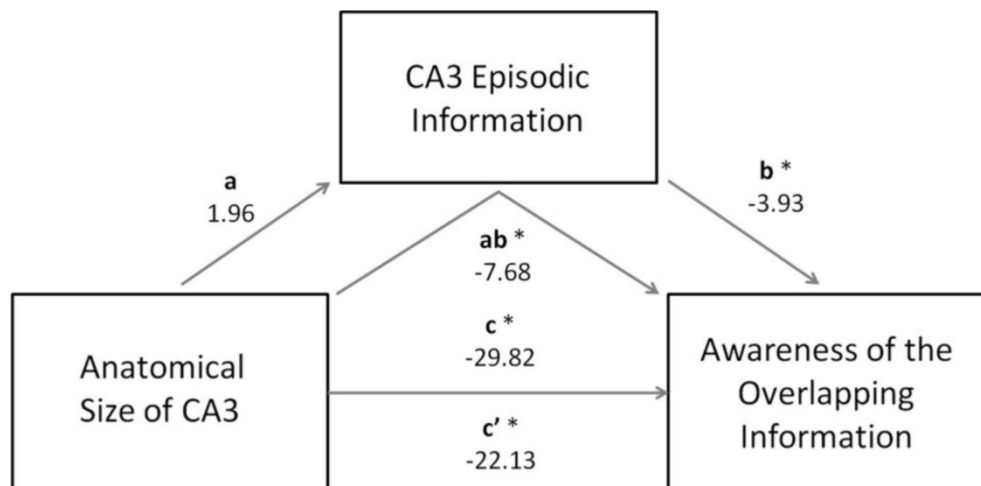 CA3 Episodic
Information
a
1.96
b *
-3.93
ab *
-7.68
c *
-29.82
c’ *
-22.13
Anatomical
Size of CA3
Awareness of the
Overlapping
Information